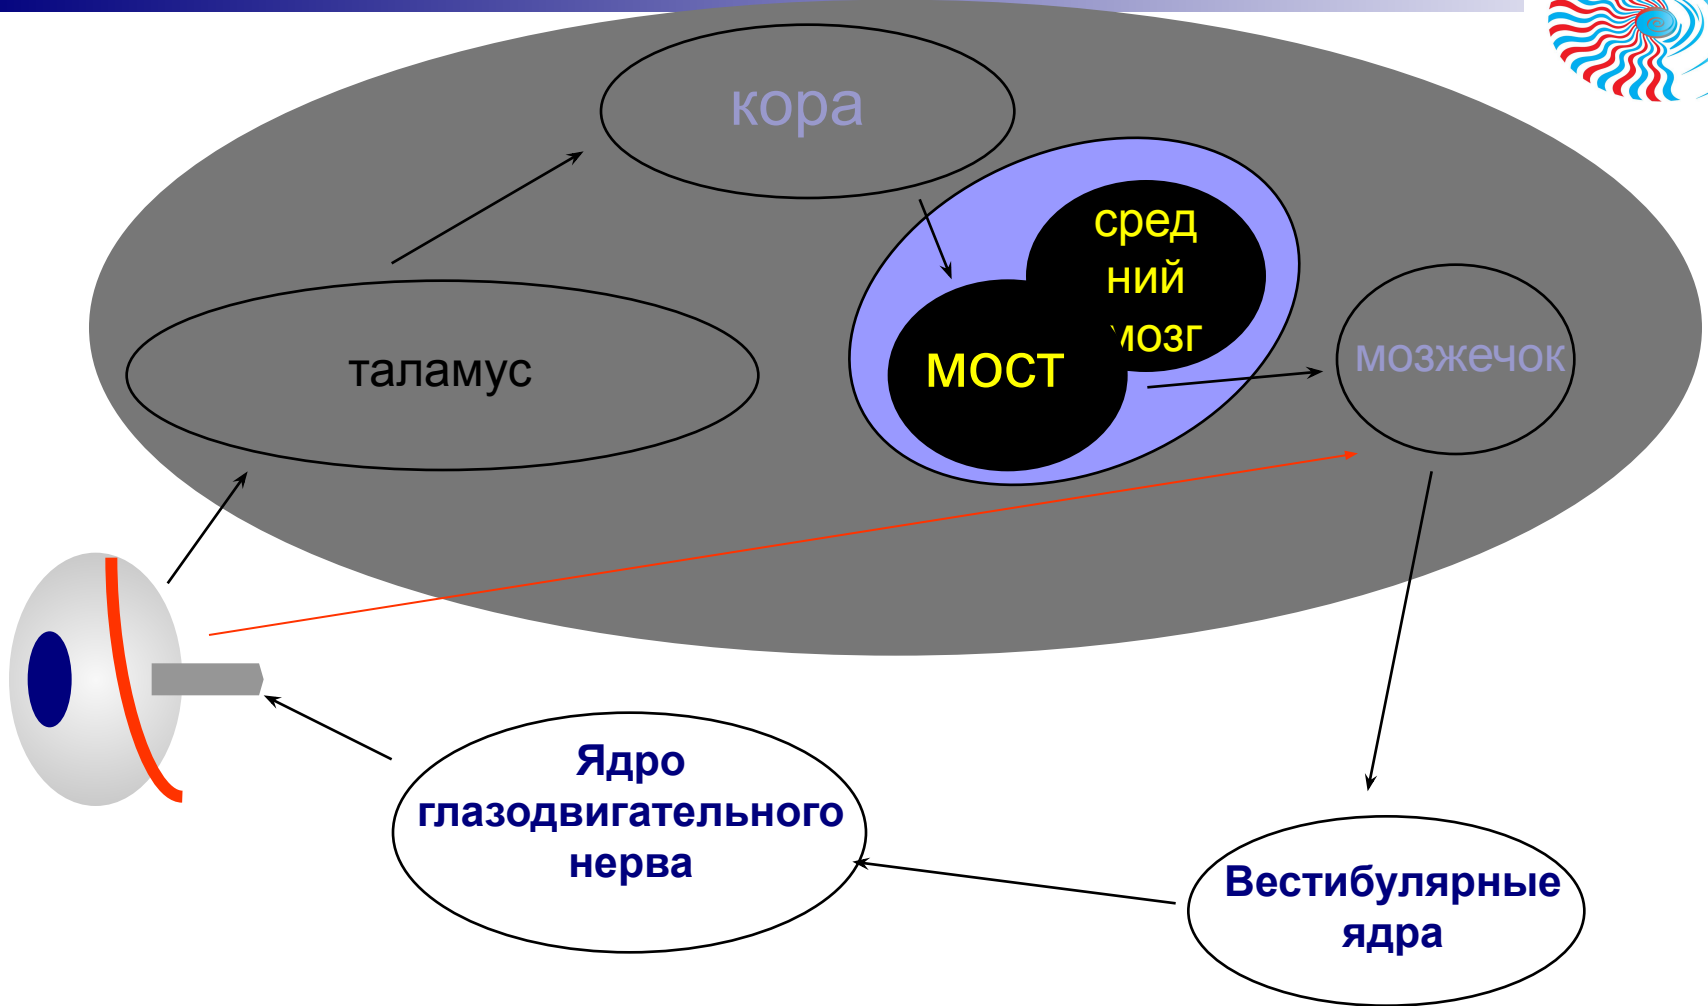 кора
сред
ний
мозг
мост
таламус
мозжечок
Ядро
глазодвигательного
нерва
Вестибулярные
ядра